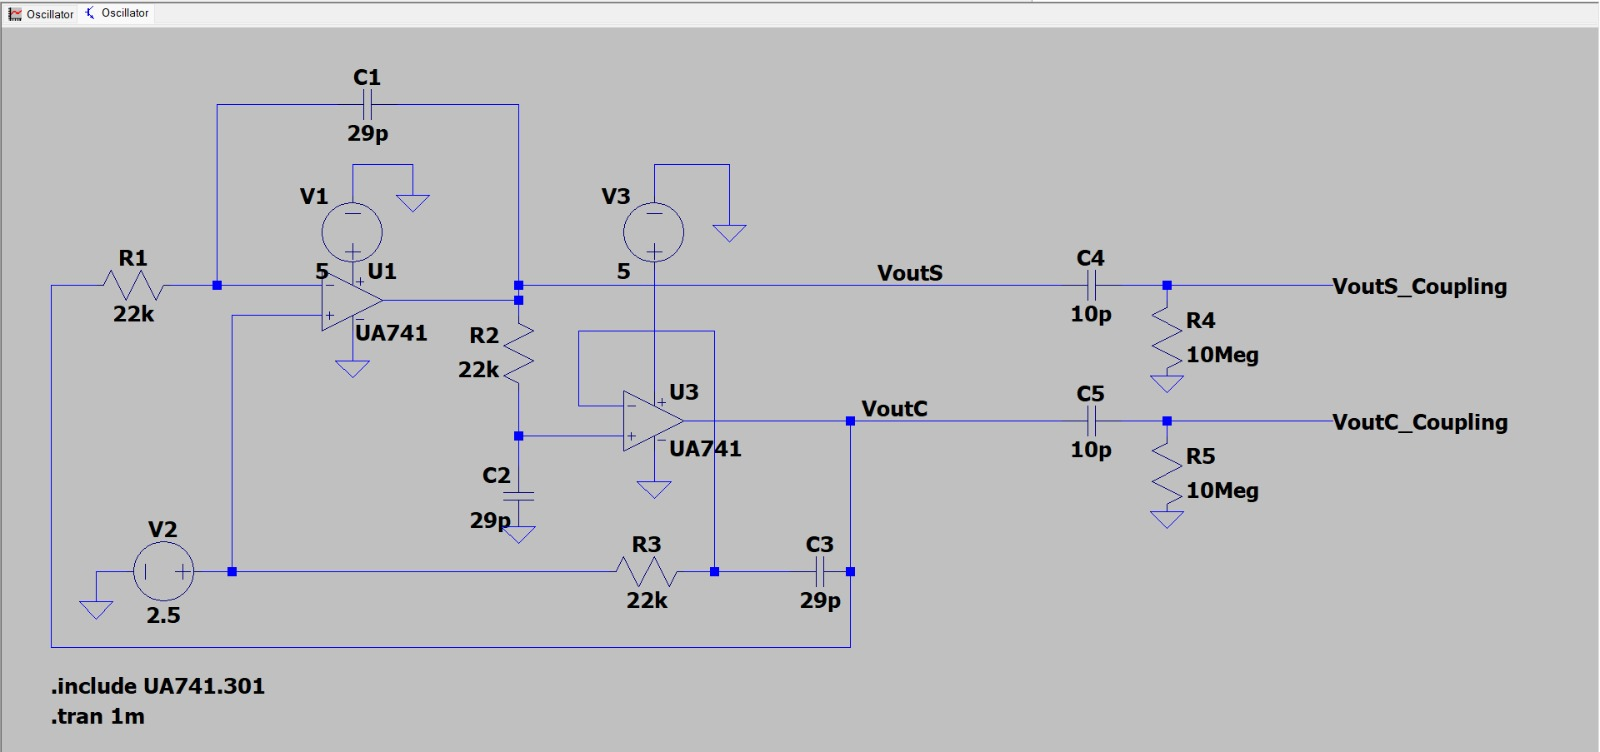 Oscillator Oscillator
C1
29p
V1
V3
R1
5 U1
5
VoutS
C4
VoutS_Coupling
22k
10p
UA741
R2
R4
22k
10Meg
U3
VoutC
C5
VoutC_Coupling
UA741
10p
C2
R5
29p
10Meg
V2
R3
C3
2.5
22k
29p
.include UA741.301
.tran 1m